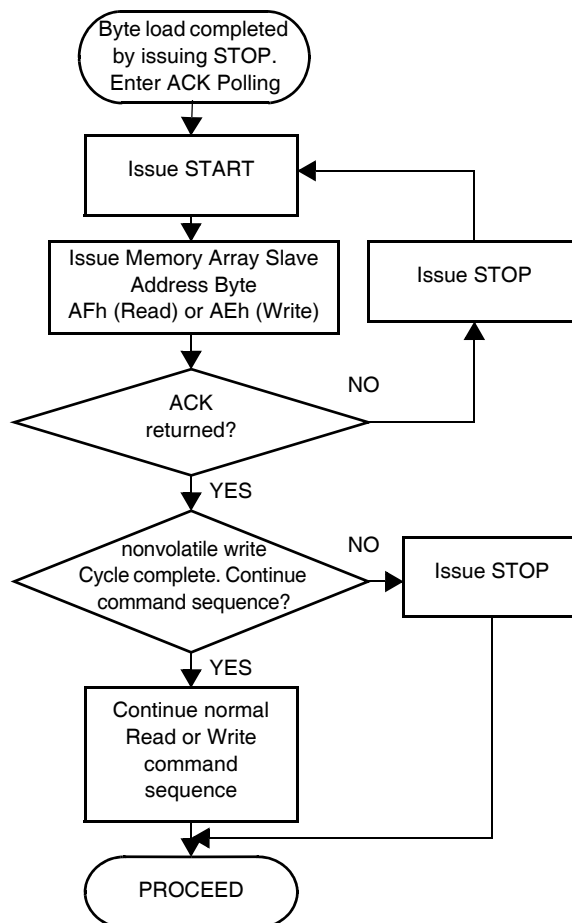 Byte load completed
by issuing STOP.
Enter ACK Polling
Issue START
Issue Memory Array Slave
Address Byte
AFh (Read) or AEh (Write)
Issue STOP
ACK
returned?
NO
YES
nonvolatile write
Cycle complete. Continue
command sequence?
NO
Issue STOP
YES
Continue normal
Read or Write
command
sequence
PROCEED